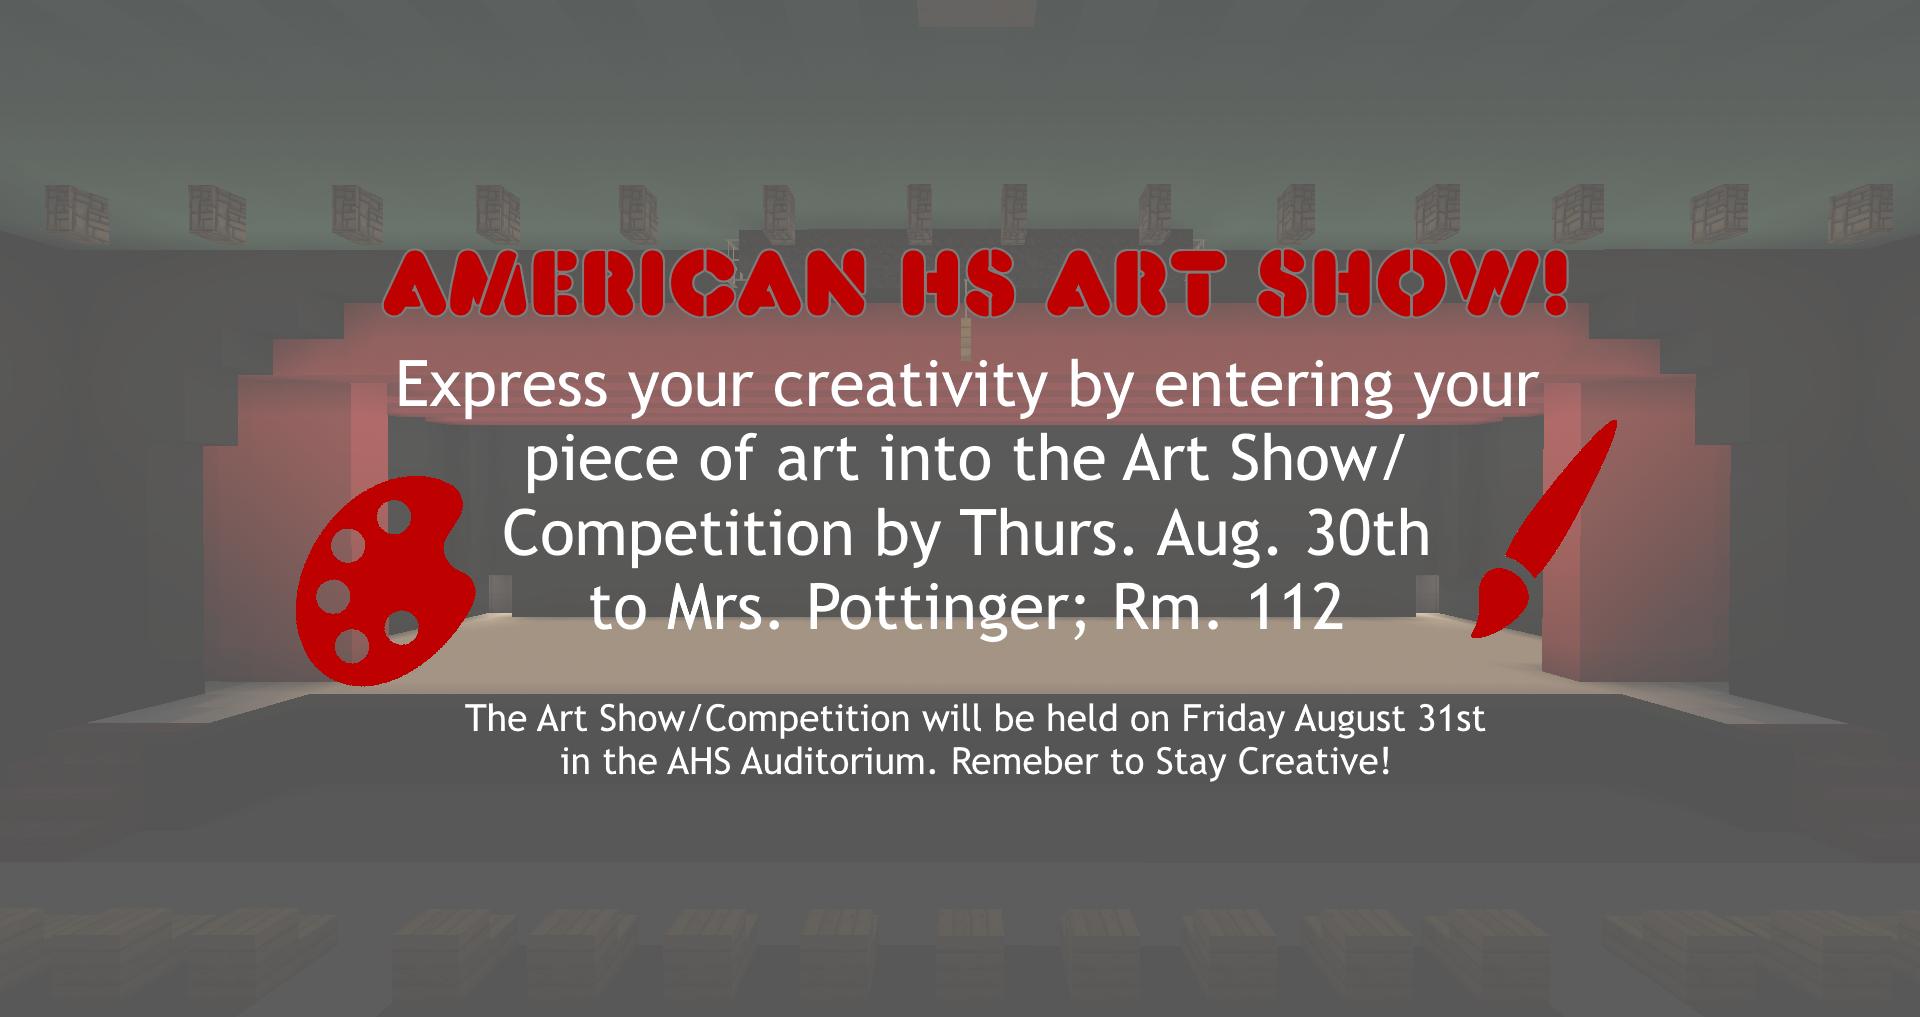 AMERICAN HS ART SHOW!
Express your creativity by entering your
piece of art into the Art Show/
Competition by Thurs. Aug. 30th
to Mrs. Pottinger; Rm. 112
The Art Show/Competition will be held on Friday August 31st
in the AHS Auditorium. Remeber to Stay Creative!